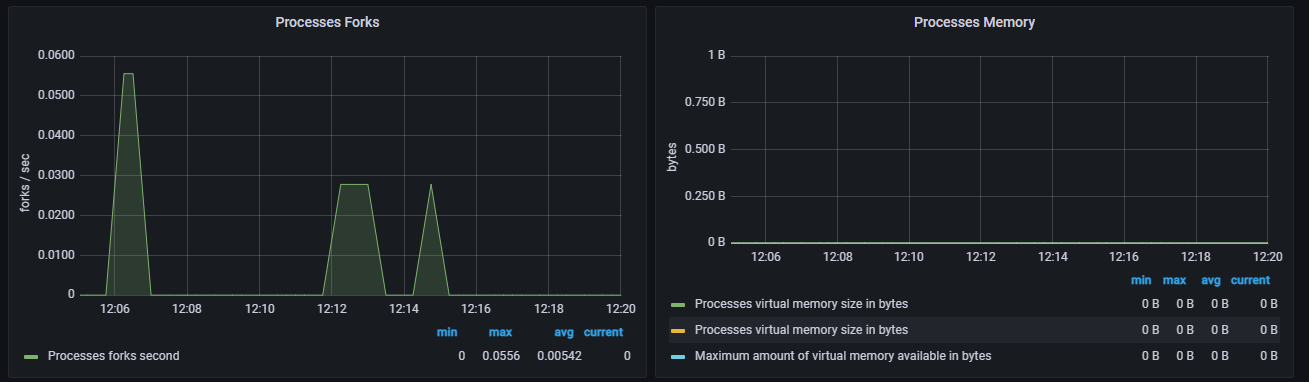 Processes Forks
0.0600
0.0500
0.0400
0.0300
0.0200
0.0100
0
forks / sec
12:06 12:08 12:10 12:12 12:14 12:16 12:18 12:20
min max avg current
Processes forks second 0 0.0556 0.00542 0
Processes Memory
1 B
0.750 B
0.500 B
0.250 B
0 B
bytes
12:06 12:08 12:10 12:12 12:14 12:16 12:18 12:20
min max avg current
Processes virtual memory size in bytes 0 B 0 B 0 B 0 B
Processes virtual memory size in bytes 0 B 0 B 0 B 0 B
Maximum amount of virtual memory available in bytes 0 B 0 B 0 B 0 B